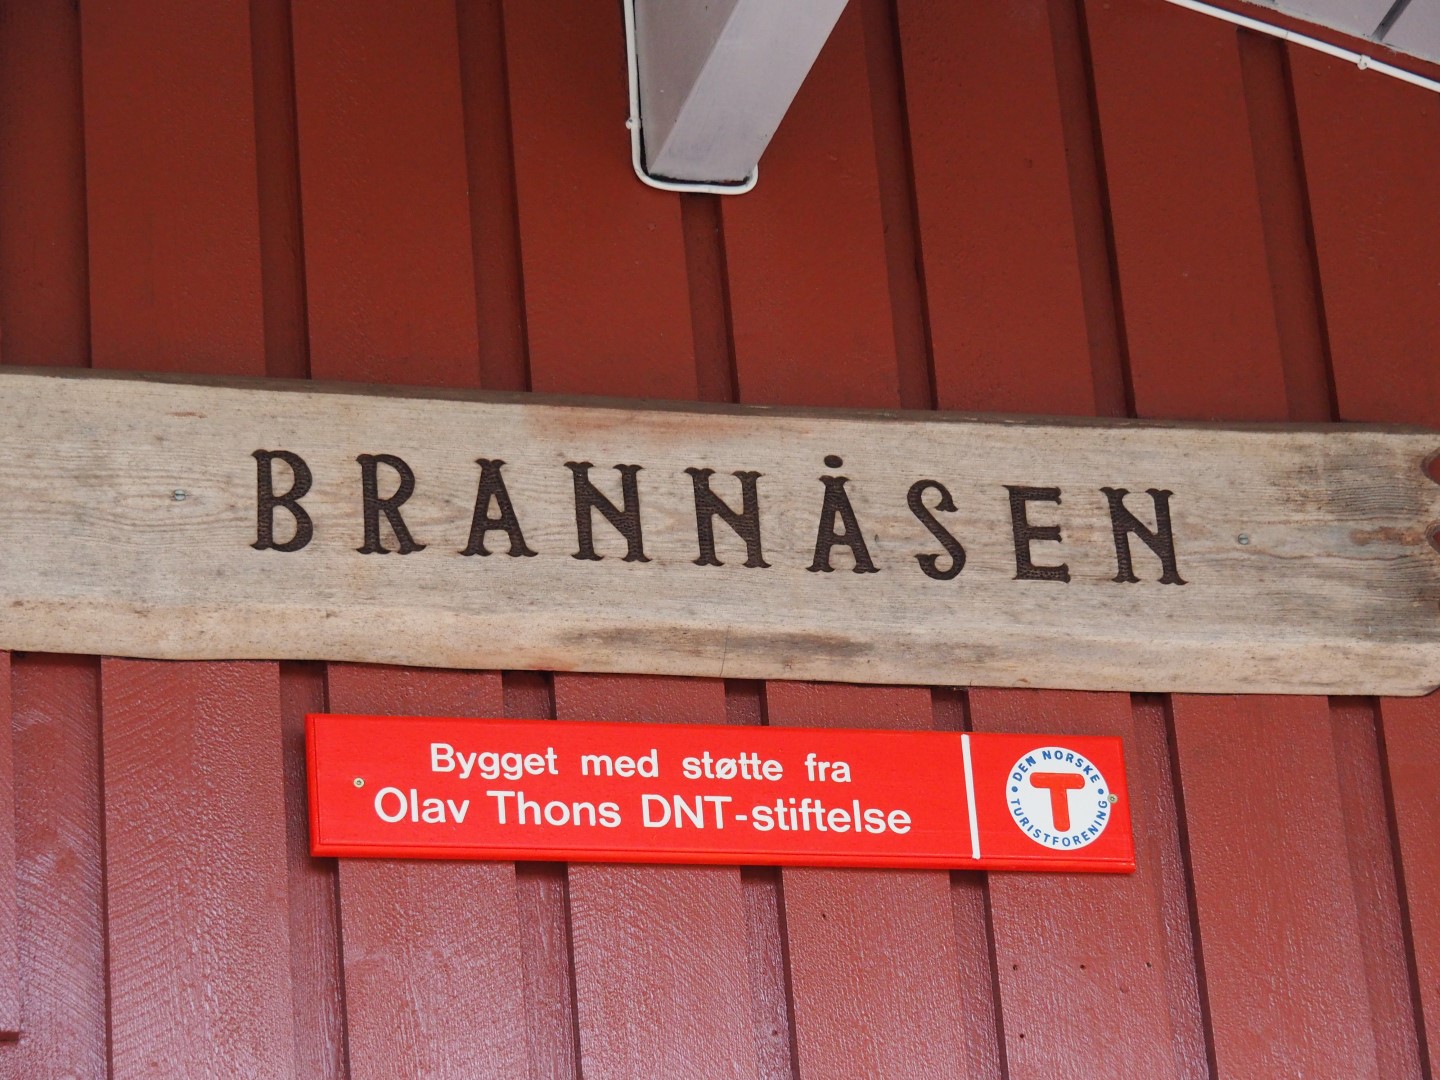 BRANNÅSEN
Bygget med støtte fra
Olav Thons DNT-stiftelse
DEN NORSKE
T
TURISTFORENING